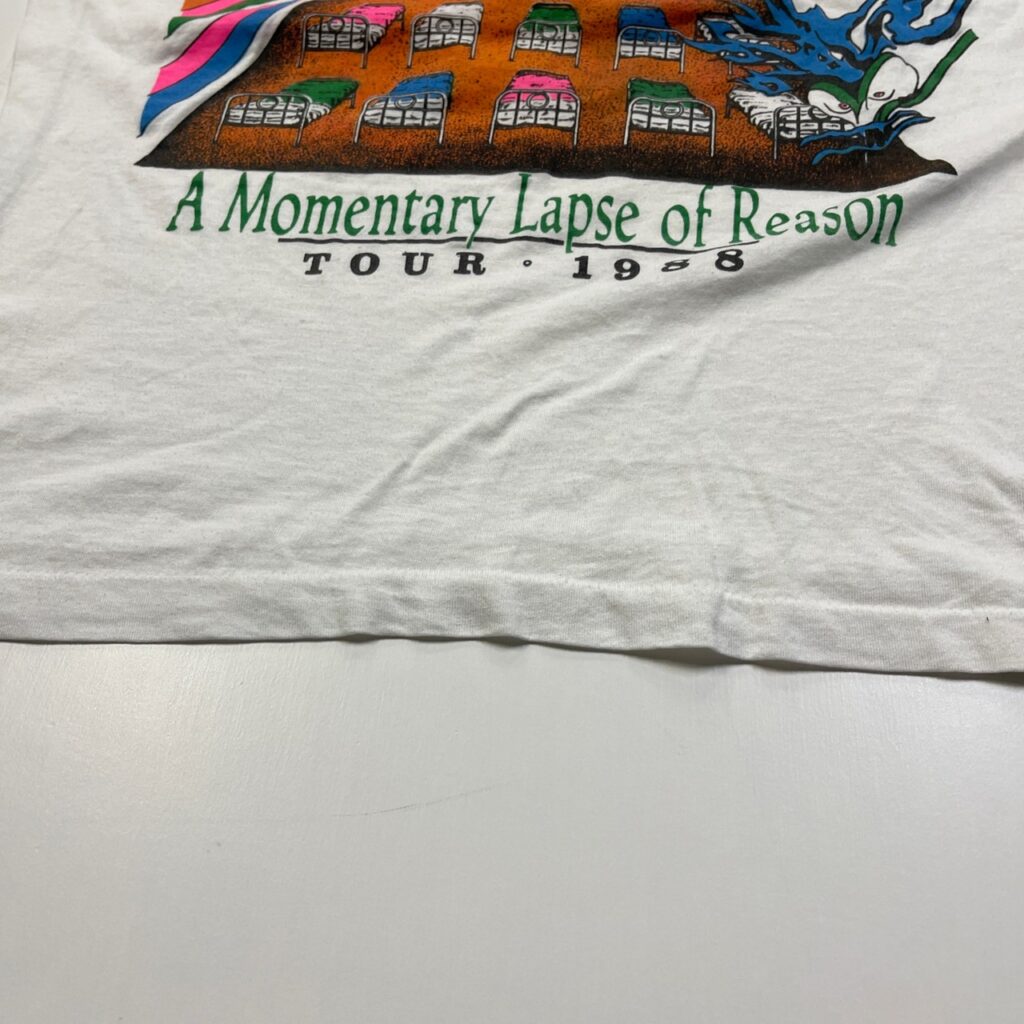 A Momentary Lapse of Reason
TOUR • 1988